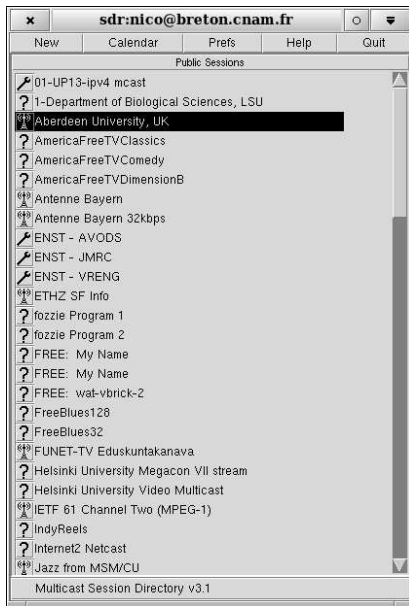 sdr:nico@breton.cnam.fr
New Calendar Prefs Help Quit
Public Sessions
01-UP13-ipv4 mcast
1-Department of Biological Sciences, LSU
Aberdeen University, UK
AmericaFreeTVClassics
AmericaFreeTVComedy
AmericaFreeTVDimensionB
Antenne Bayern
Antenne Bayern 32kbps
ENST - AVODS
ENST - JMRC
ENST - VRENG
ETHZ SF Info
fozzie Program 1
fozzie Program 2
FREE: My Name
FREE: My Name
FREE: wat-vbrick-2
FreeBlues128
FreeBlues32
FUNET-TV Eduskuntakanava
Helsinki University Megacon VII stream
Helsinki University Video Multicast
IETF 61 Channel Two (MPEG-1)
IndyReels
Internet2 Netcast
Jazz from MSM/CU
Multicast Session Directory v3.1